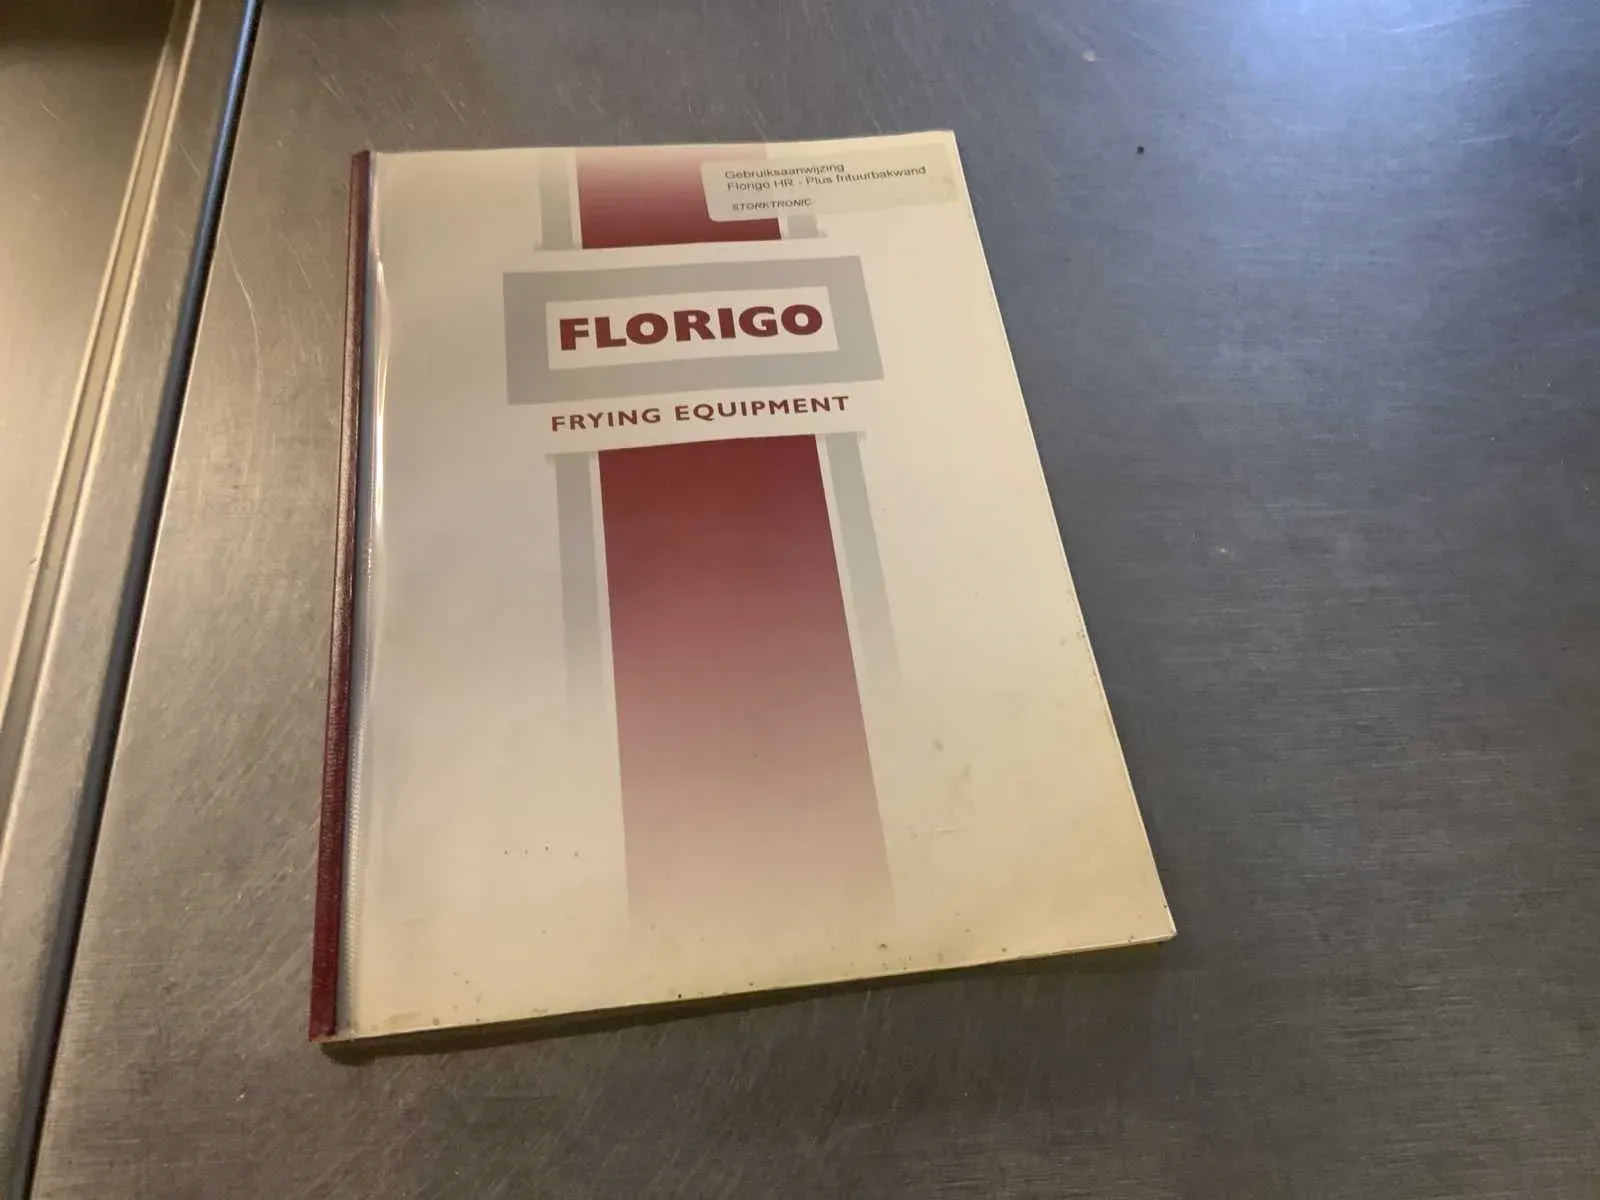 Gebruiksaanwijzing
Florigo HR - Plus frituurbakwand
STORKTRONIC
FLORIGO
FRYING EQUIPMENT